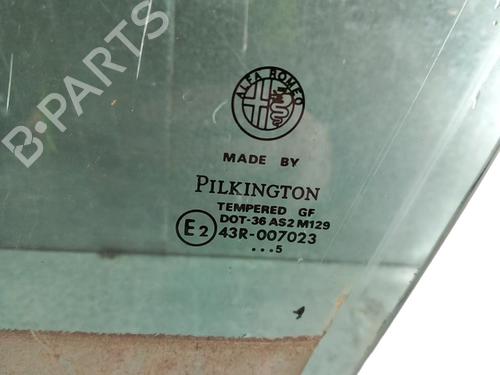 B-PARTS
ALFA ROMEO
MADE BY
PILKINGTON
TEMPERED GF
DOT-36 AS2 M129
E2 43R-007023
...5